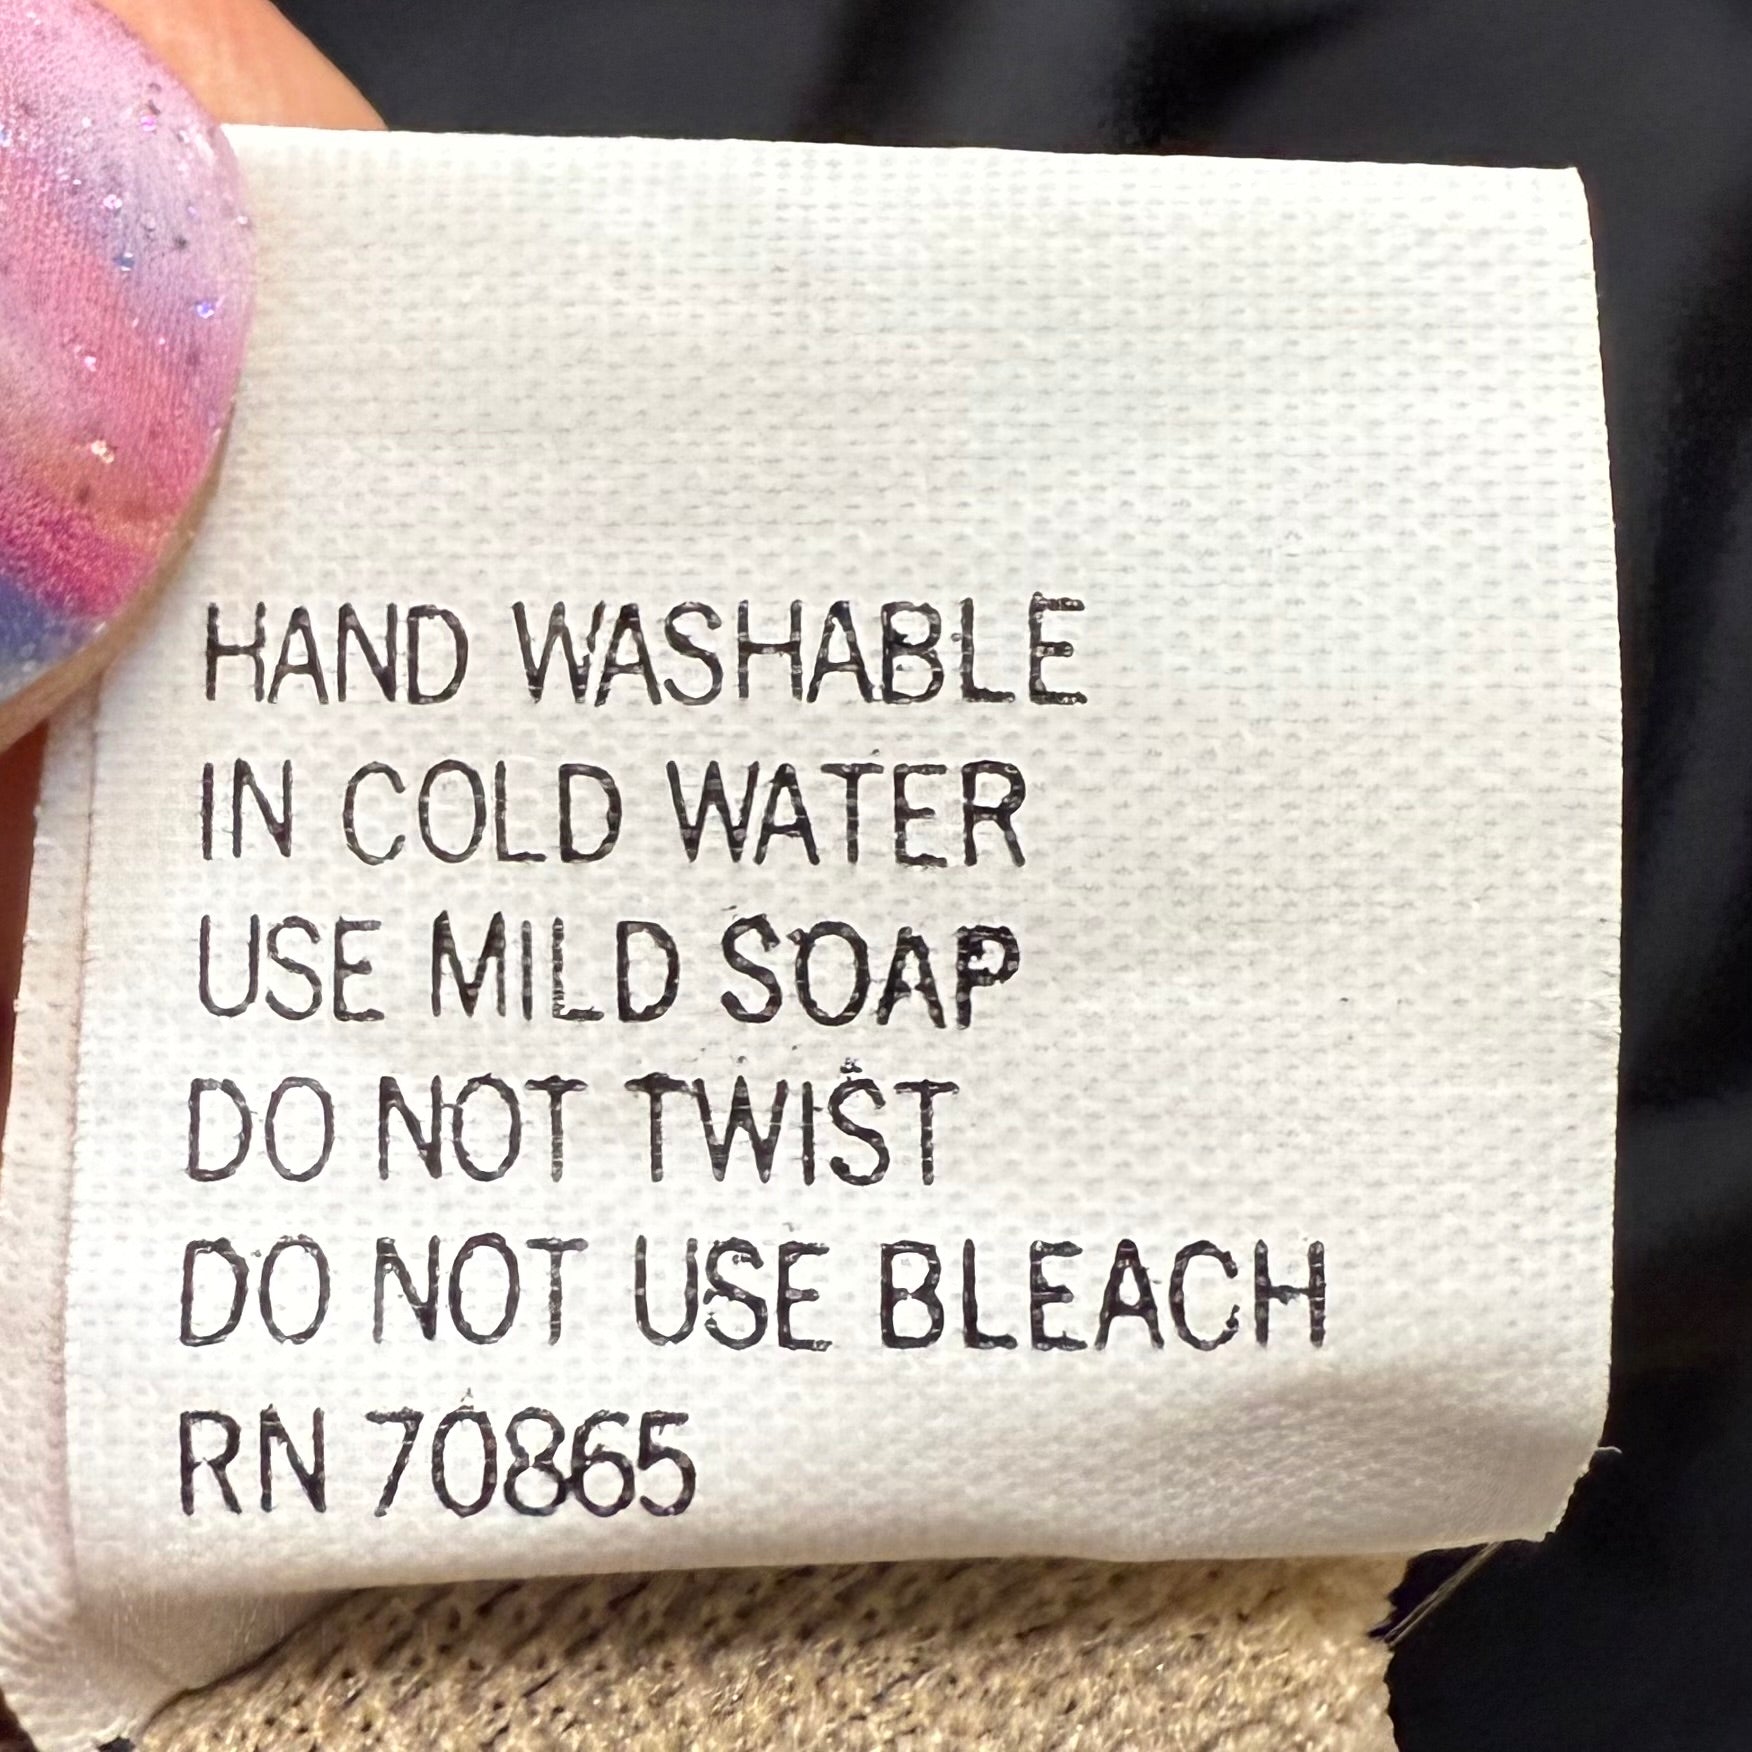 HAND WASHABLE
IN COLD WATER
USE MILD SOAP
DO NOT TWIST
DO NOT USE BLEACH
RN 70865